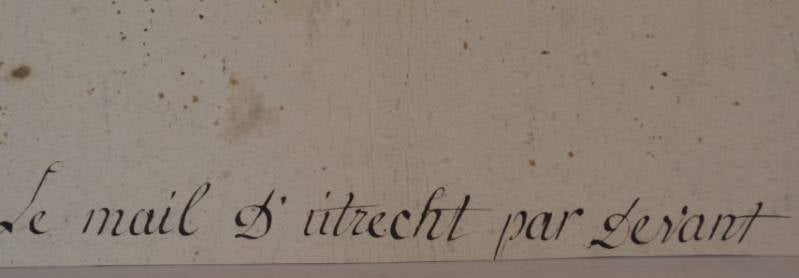 Le mail D' utrecht par devant